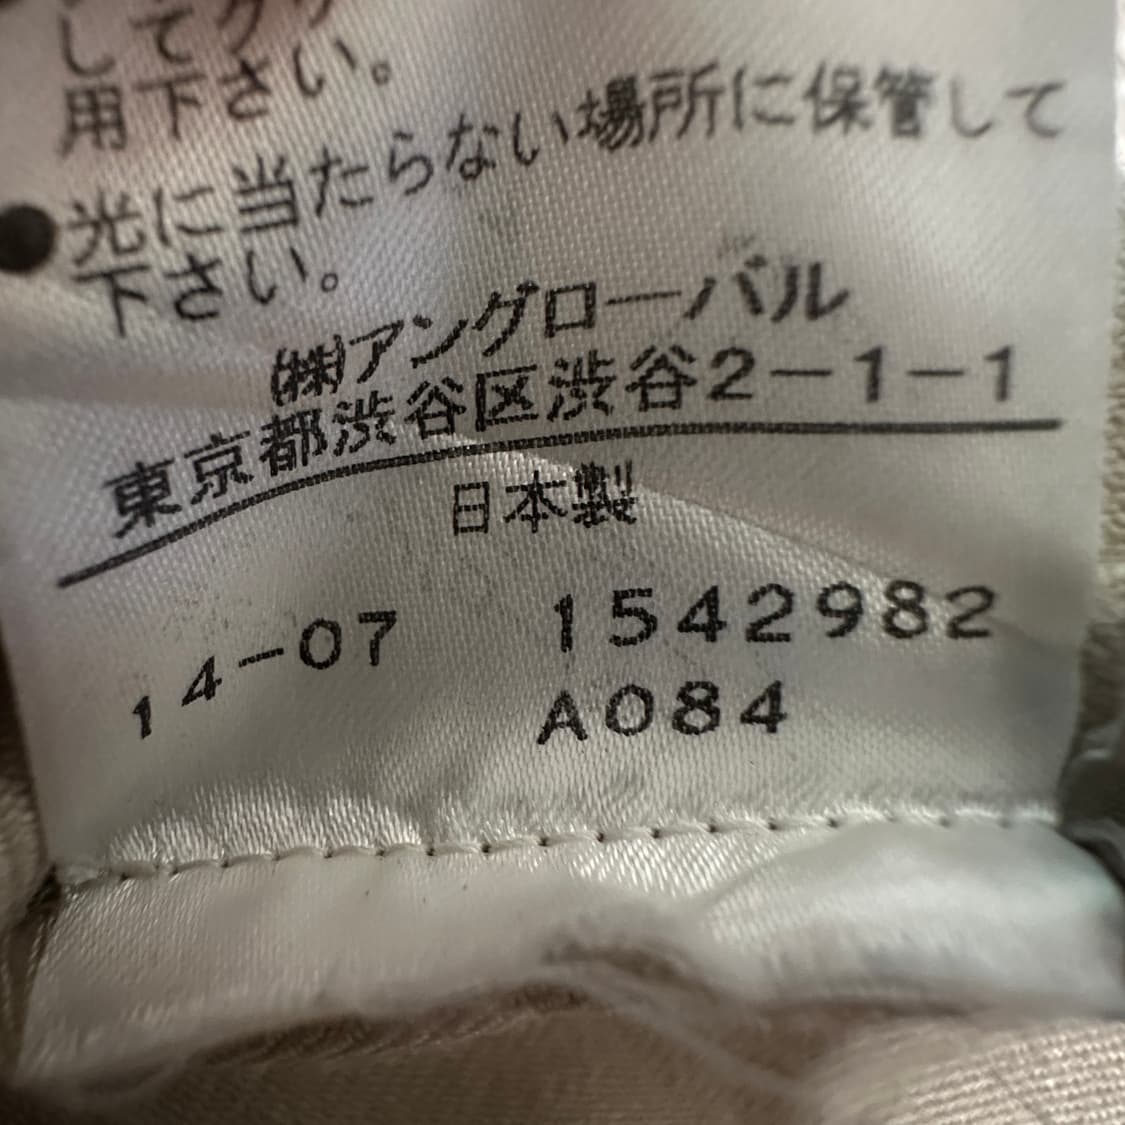 して
用下さい。
●光に当たらない場所に保管して
下さい。
(株)アングローバル
東京都渋谷区渋谷2-1-1
日本製
14-07 1542982
A084